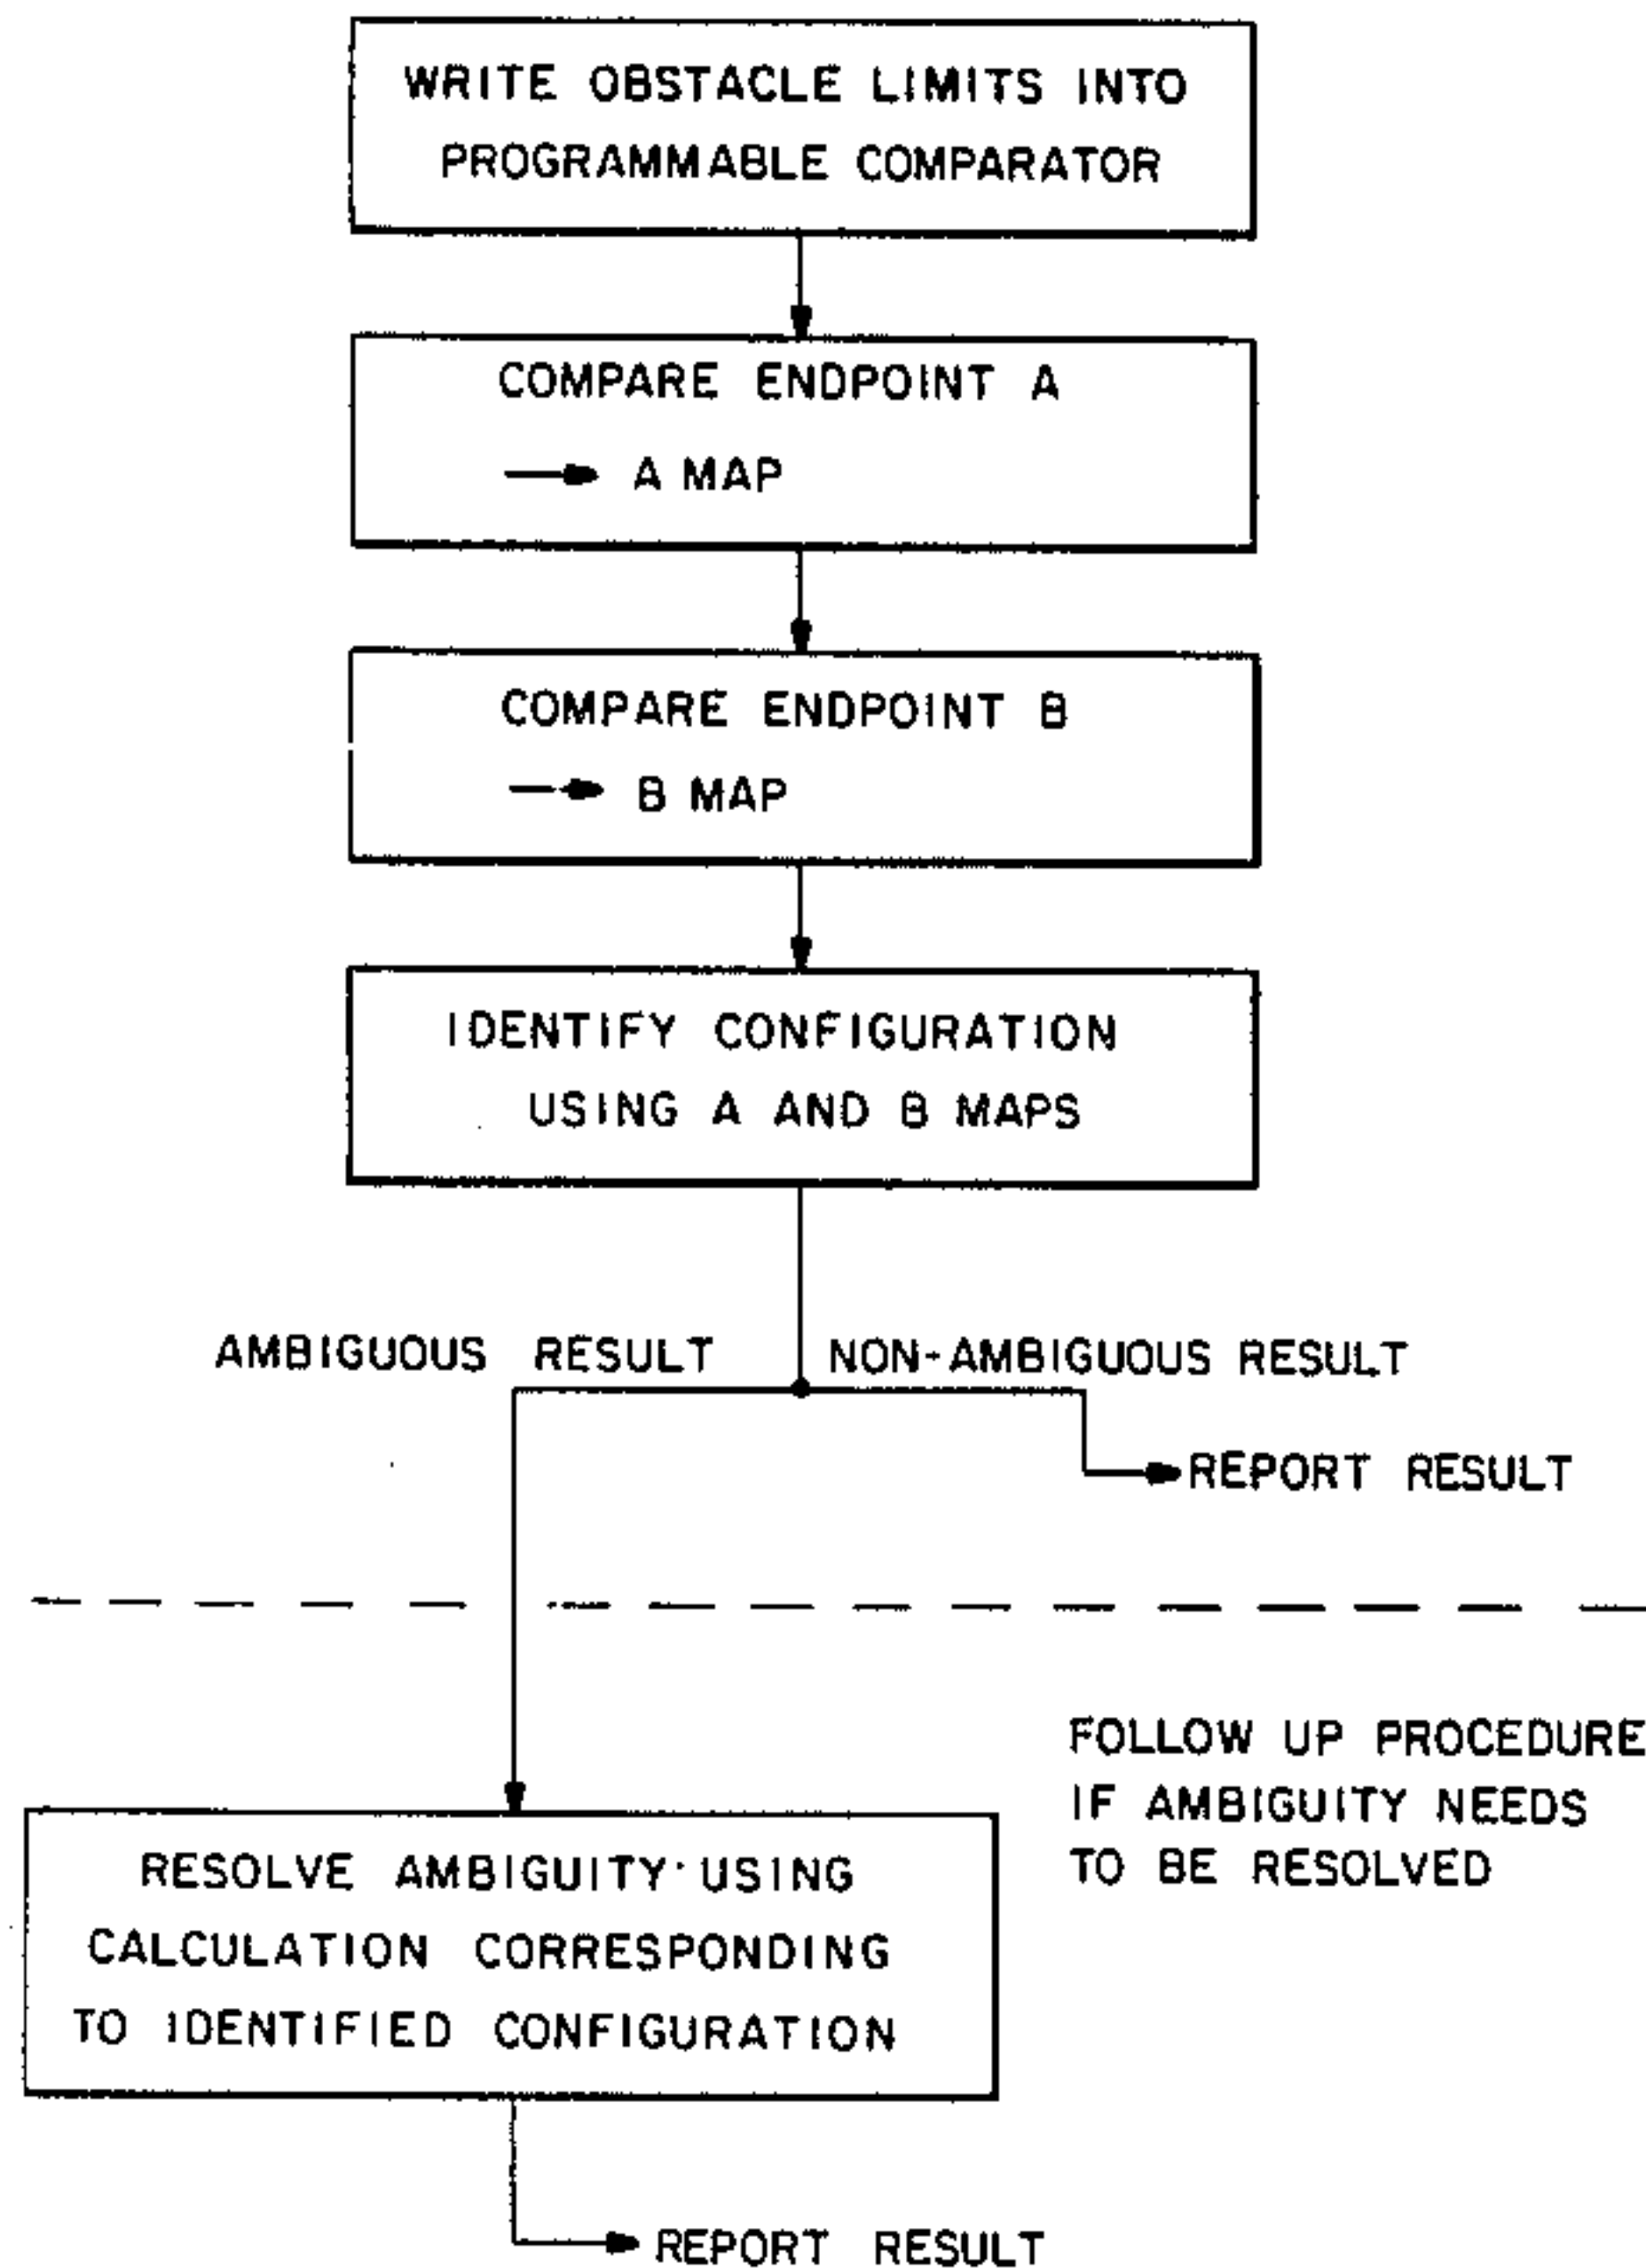 WRITE OBSTACLE LIMITS INTO
PROGRAMMABLE COMPARATOR
COMPARE ENDPOINT A
A MAP
COMPARE ENDPOINT B
B MAP
IDENTIFY CONFIGURATION
USING A AND B MAPS
AMBIGUOUS RESULT
NON-AMBIGUOUS RESULT
REPORT RESULT
FOLLOW UP PROCEDURE
IF AMBIGUITY NEEDS
TO BE RESOLVED
RESOLVE AMBIGUITY USING
CALCULATION CORRESPONDING
TO IDENTIFIED CONFIGURATION
REPORT RESULT